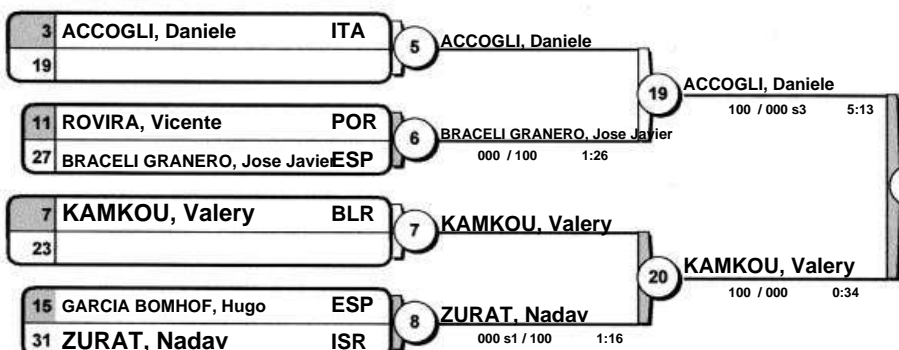 3 ACCOGLI, Daniele ITA
19
5
ACCOGLI, Daniele
11 ROVIRA, Vicente POR
27 BRACELI GRANERO, Jose Javier ESP
6
BRACELI GRANERO, Jose Javier
000 / 100 1:26
19
ACCOGLI, Daniele
100 / 000 s3 5:13
7 KAMKOU, Valery BLR
23
7
KAMKOU, Valery
15 GARCIA BOMHOF, Hugo ESP
31 ZURAT, Nadav ISR
8
ZURAT, Nadav
000 s1 / 100 1:16
20
KAMKOU, Valery
100 / 000 0:34